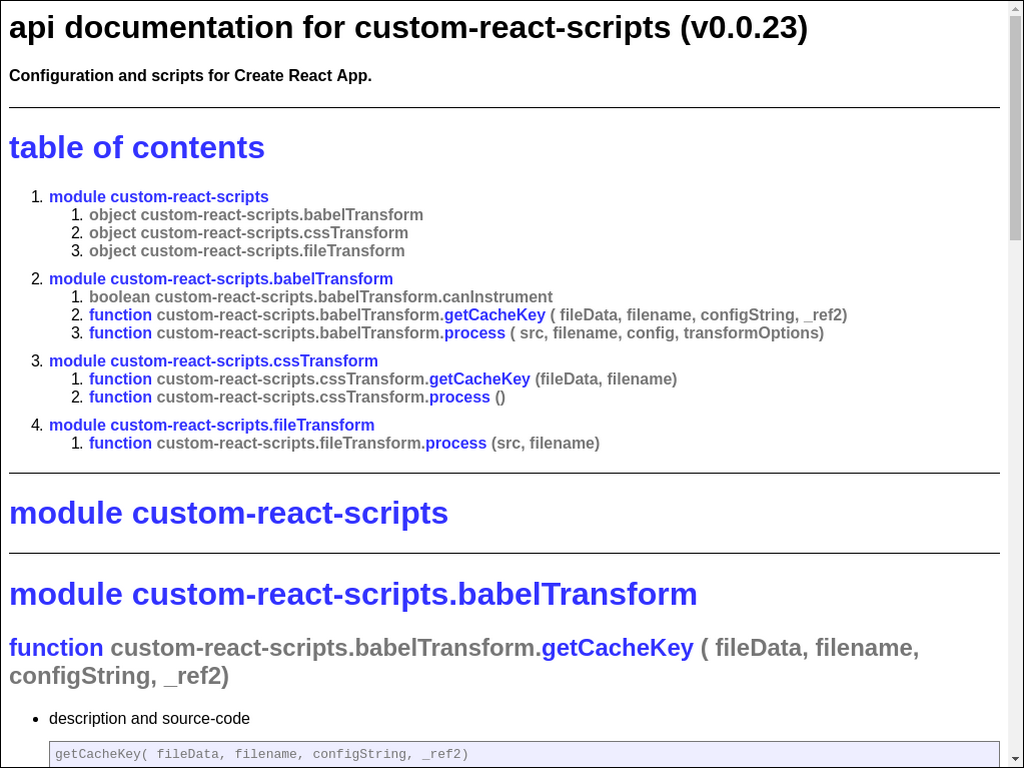 api documentation for custom-react-scripts (v0.0.23)
Configuration and scripts for Create React App.
table of contents
1. module custom-react-scripts
1. object custom-react-scripts.babelTransform
2. object custom-react-scripts.cssTransform
3. object custom-react-scripts.fileTransform
2. module custom-react-scripts.babelTransform
1. boolean custom-react-scripts.babelTransform.canInstrument
2. function custom-react-scripts.babelTransform.getCacheKey ( fileData, filename, configString, _ref2)
3. function custom-react-scripts.babelTransform.process ( src, filename, config, transformOptions)
3. module custom-react-scripts.cssTransform
1. function custom-react-scripts.cssTransform.getCacheKey (fileData, filename)
2. function custom-react-scripts.cssTransform.process ()
4. module custom-react-scripts.fileTransform
1. function custom-react-scripts.fileTransform.process (src, filename)
module custom-react-scripts
module custom-react-scripts.babelTransform
function custom-react-scripts.babelTransform.getCacheKey ( fileData, filename,
configString, _ref2)
• description and source-code
getCacheKey( fileData, filename, configString, _ref2)